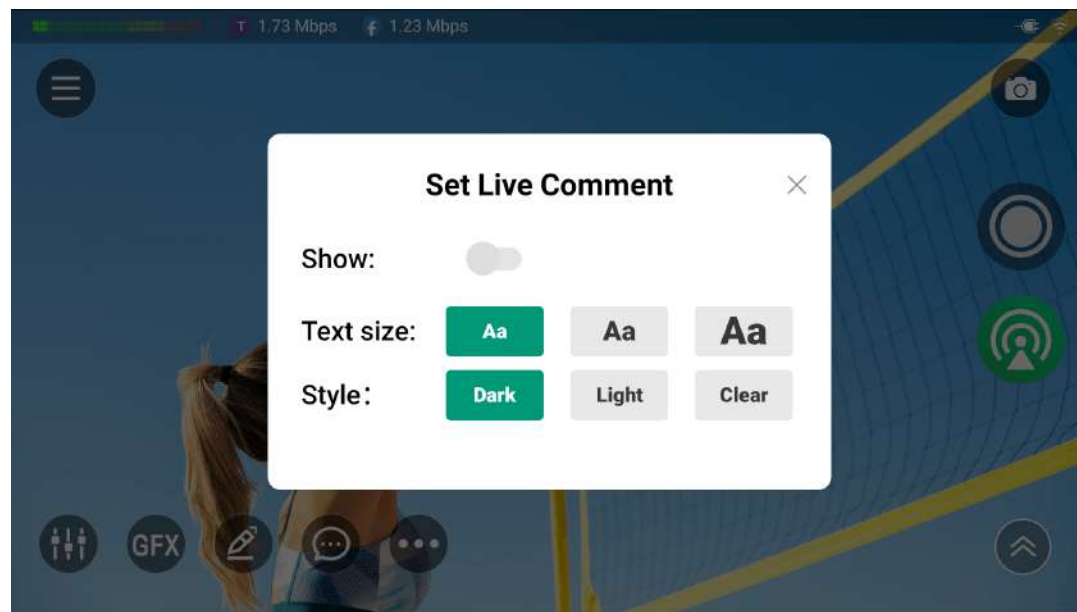 T 1.73 Mbps f 1.23 Mbps
Set Live Comment
Show:
Text size: Aa Aa Aa
Style: Dark Light Clear
GFX